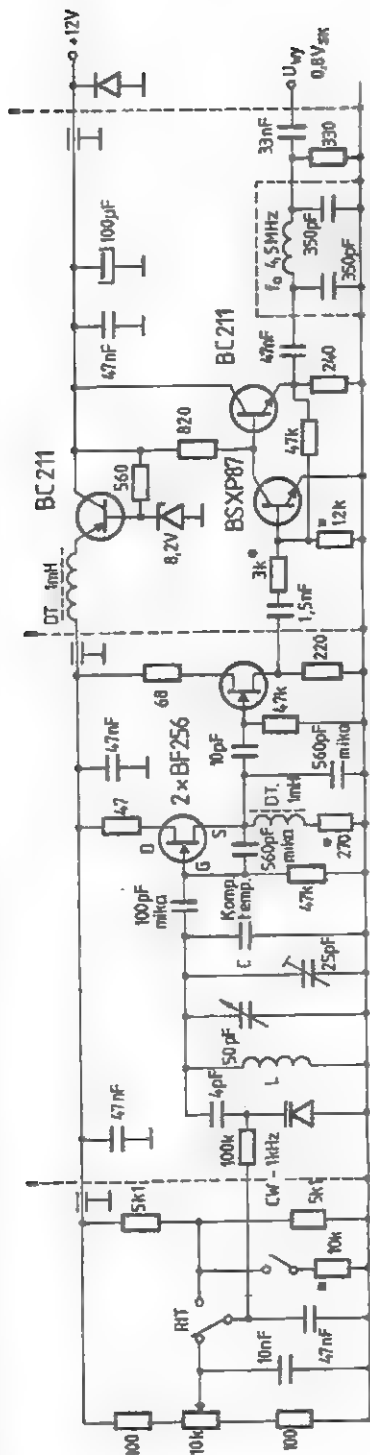 +12V
100µF
47nF
BC211
DT 1mH
560
820
8,2V
BC211
BSXP87
3k*
1,5nF
47k
*
12k
240
47nF
f₀ 4,5MHz
350pF
350pF
33nF
330
Uwy
0,8Vsk
47nF
68
2×BF256
47
D
G
S
10pF
47k
220
560pF
mika
DT.
1mH
560pF
mika
*
270
47k
100pF
mika
Komp.
temp.
C
25pF
50pF
L
4pF
100k
47nF
CW - 1kHz
5k1
5k1
RIT
*
10k
47nF
10nF
100
10k
100